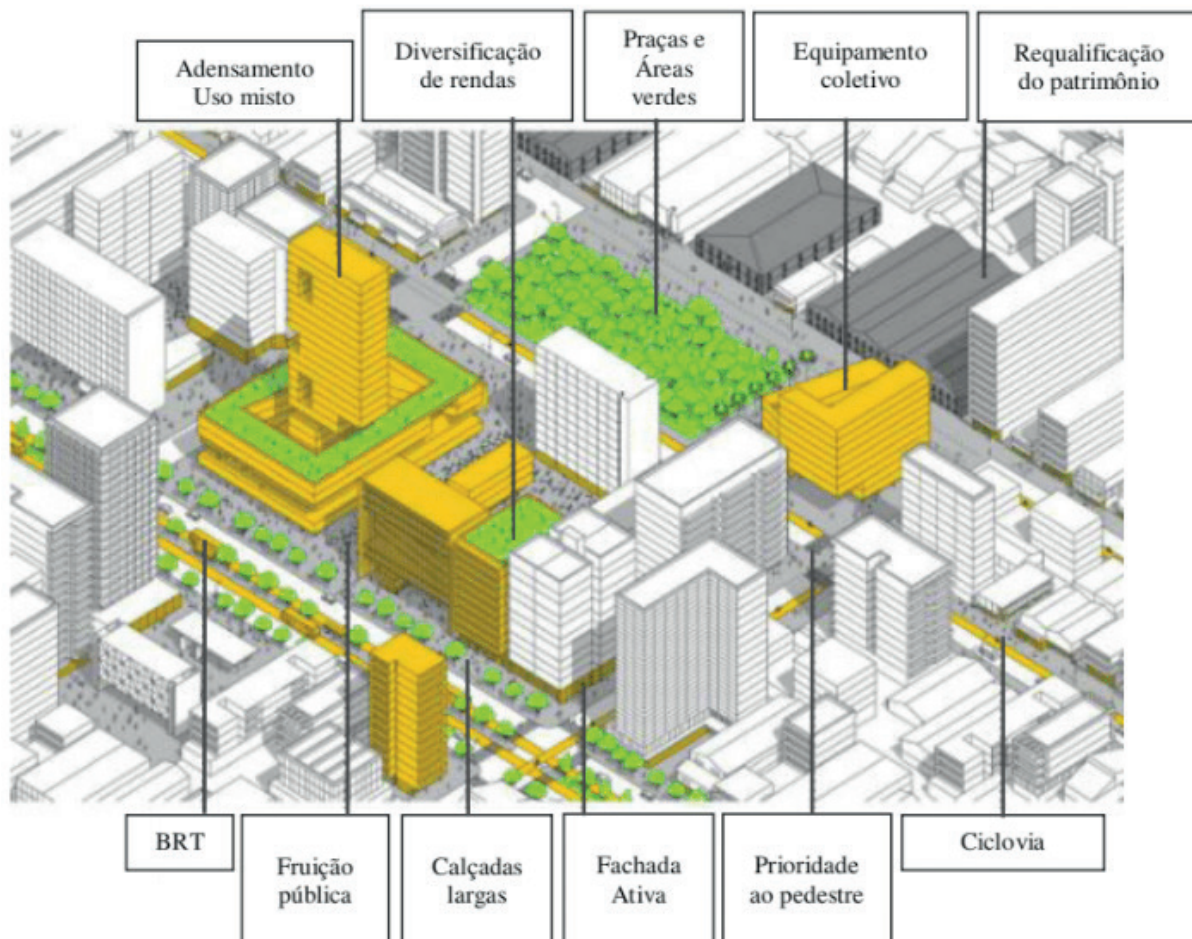 Adensamento
Uso misto
Diversificação
de rendas
Praças e
Áreas
verdes
Equipamento
coletivo
Requalificação
do patrimônio
BRT
Fruição
pública
Calçadas
largas
Fachada
Ativa
Prioridade
ao pedestre
Ciclovia